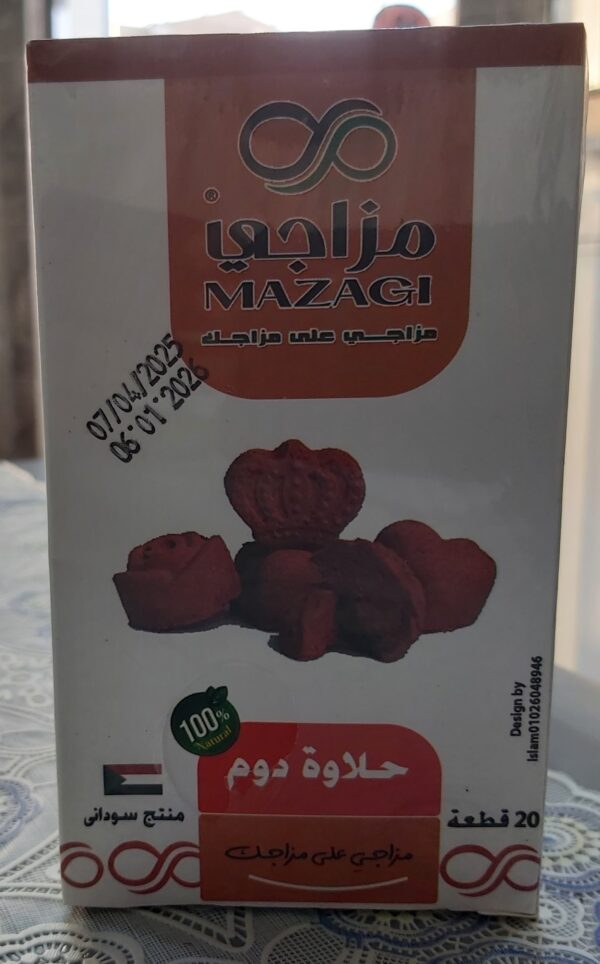 ®
مزاجي
MAZAGI
مزاجي على مزاجك
07/04/2025
06 01 2026
100%
Natural
حلاوة دوم
منتج سودانى
20 قطعة
مزاجي على مزاجك
Design by
Islam01026048946